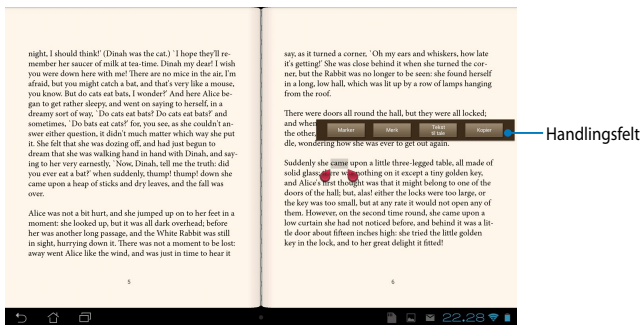 night, I should think!' (Dinah was the cat.) `I hope they'll re-
member her saucer of milk at tea-time. Dinah my dear! I wish
you were down here with me! There are no mice in the air, I'm
afraid, but you might catch a bat, and that's very like a mouse,
you know. But do cats eat bats, I wonder?' And here Alice be-
gan to get rather sleepy, and went on saying to herself, in a
dreamy sort of way, `Do cats eat bats? Do cats eat bats?' and
sometimes, `Do bats eat cats?' for, you see, as she couldn't an-
swer either question, it didn't much matter which way she put
it. She felt that she was dozing off, and had just begun to
dream that she was walking hand in hand with Dinah, and say-
ing to her very earnestly, `Now, Dinah, tell me the truth: did
you ever eat a bat?' when suddenly, thump! thump! down she
came upon a heap of sticks and dry leaves, and the fall was
over.
Alice was not a bit hurt, and she jumped up on to her feet in a
moment: she looked up, but it was all dark overhead; before
her was another long passage, and the White Rabbit was still
in sight, hurrying down it. There was not a moment to be lost:
away went Alice like the wind, and was just in time to hear it
5
say, as it turned a corner, `Oh my ears and whiskers, how late
it's getting!' She was close behind it when she turned the cor-
ner, but the Rabbit was no longer to be seen: she found herself
in a long, low hall, which was lit up by a row of lamps hanging
from the roof.
There were doors all round the hall, but they were all locked;
and when
the other,
Marker
Merk
Tekst
til tale
Kopier
Handlingsfelt
dle, wondering how she was ever to get out again.
Suddenly she came upon a little three-legged table, all made of
solid glass; there was nothing on it except a tiny golden key,
and Alice's first thought was that it might belong to one of the
doors of the hall; but, alas! either the locks were too large, or
the key was too small, but at any rate it would not open any of
them. However, on the second time round, she came upon a
low curtain she had not noticed before, and behind it was a lit-
tle door about fifteen inches high: she tried the little golden
key in the lock, and to her great delight it fitted!
6
22.28